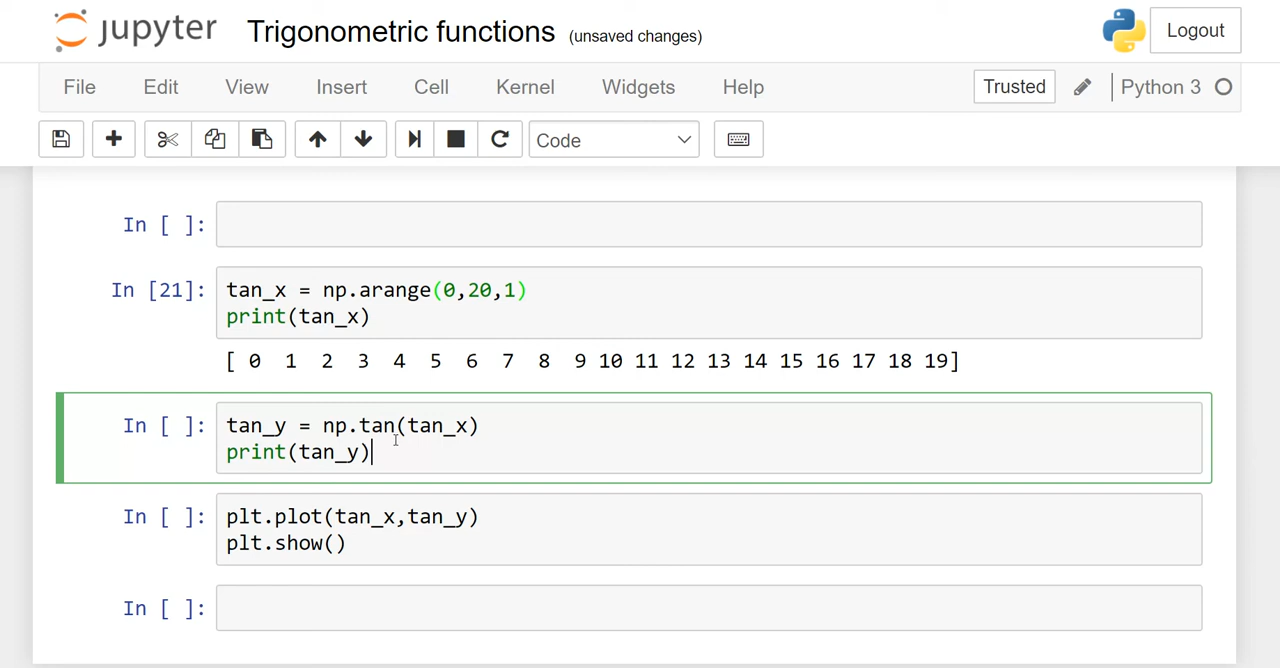 jupyter Trigonometric functions (unsaved changes) Logout
File Edit View Insert Cell Kernel Widgets Help Trusted Python 3
Code
In [ ]:
In [21]: tan_x = np.arange(0,20,1)
print(tan_x)
[ 0 1 2 3 4 5 6 7 8 9 10 11 12 13 14 15 16 17 18 19]
In [ ]: tan_y = np.tan(tan_x)
print(tan_y)
In [ ]: plt.plot(tan_x,tan_y)
plt.show()
In [ ]: